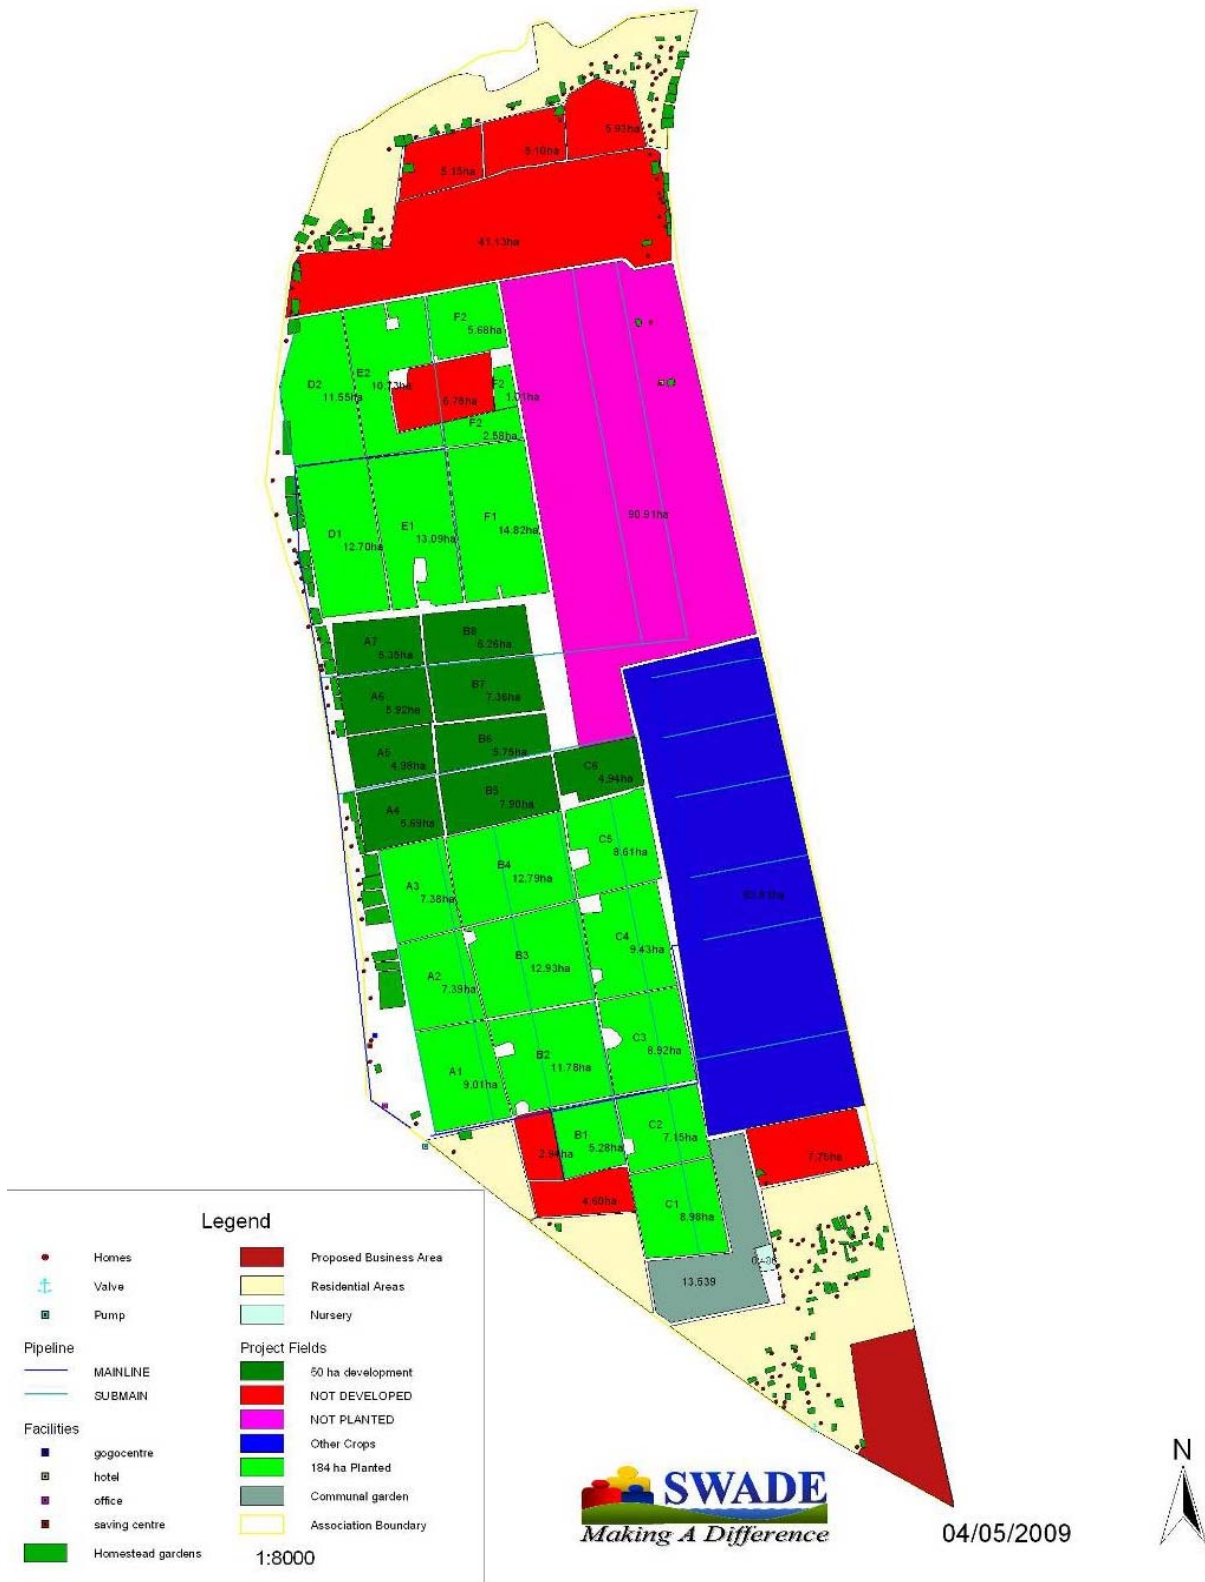 5.93ha
5.10ha
5.15ha
41.13ha
F2
5.68ha
E2
10.73ha
D2
11.55ha
6.78ha
F2
1.01ha
F2
2.58ha
90.91ha
F1
14.82ha
E1
13.09ha
D1
12.70ha
B8
6.26ha
A7
5.35ha
B7
7.36ha
A6
5.92ha
B6
5.75ha
A5
4.98ha
C6
4.94ha
B5
7.90ha
A4
5.69ha
C5
8.61ha
B4
12.79ha
A3
7.38ha
C4
9.43ha
B3
12.93ha
A2
7.39ha
C3
8.92ha
B2
11.78ha
A1
9.01ha
C2
7.15ha
B1
5.28ha
2.94ha
7.75ha
4.60ha
C1
8.98ha
13.539
Legend
Homes
Valve
Pump
Pipeline
MAINLINE
SUBMAIN
Facilities
gogocentre
hotel
office
saving centre
Homestead gardens
Proposed Business Area
Residential Areas
Nursery
Project Fields
50 ha development
NOT DEVELOPED
NOT PLANTED
Other Crops
184 ha Planted
Communal garden
Association Boundary
1:8000
SWADE
Making A Difference
04/05/2009
N